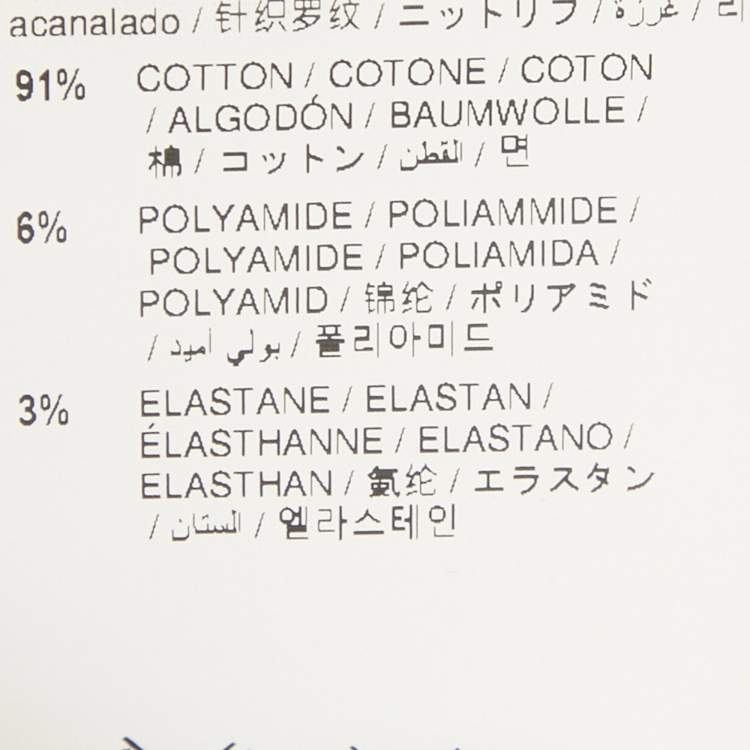 acanalado / 针织罗纹 / ニットリブ / غرزة / 리
91% COTTON / COTONE / COTON
/ ALGODÓN / BAUMWOLLE /
棉 / コットン / القطن / 면
6% POLYAMIDE / POLIAMMIDE /
POLYAMIDE / POLIAMIDA /
POLYAMID / 锦纶 / ポリアミド
/ بولي أميد / 폴리아미드
3% ELASTANE / ELASTAN /
ÉLASTHANNE / ELASTANO /
ELASTHAN / 氨纶 / エラスタン
/ الستان / 엘라스테인